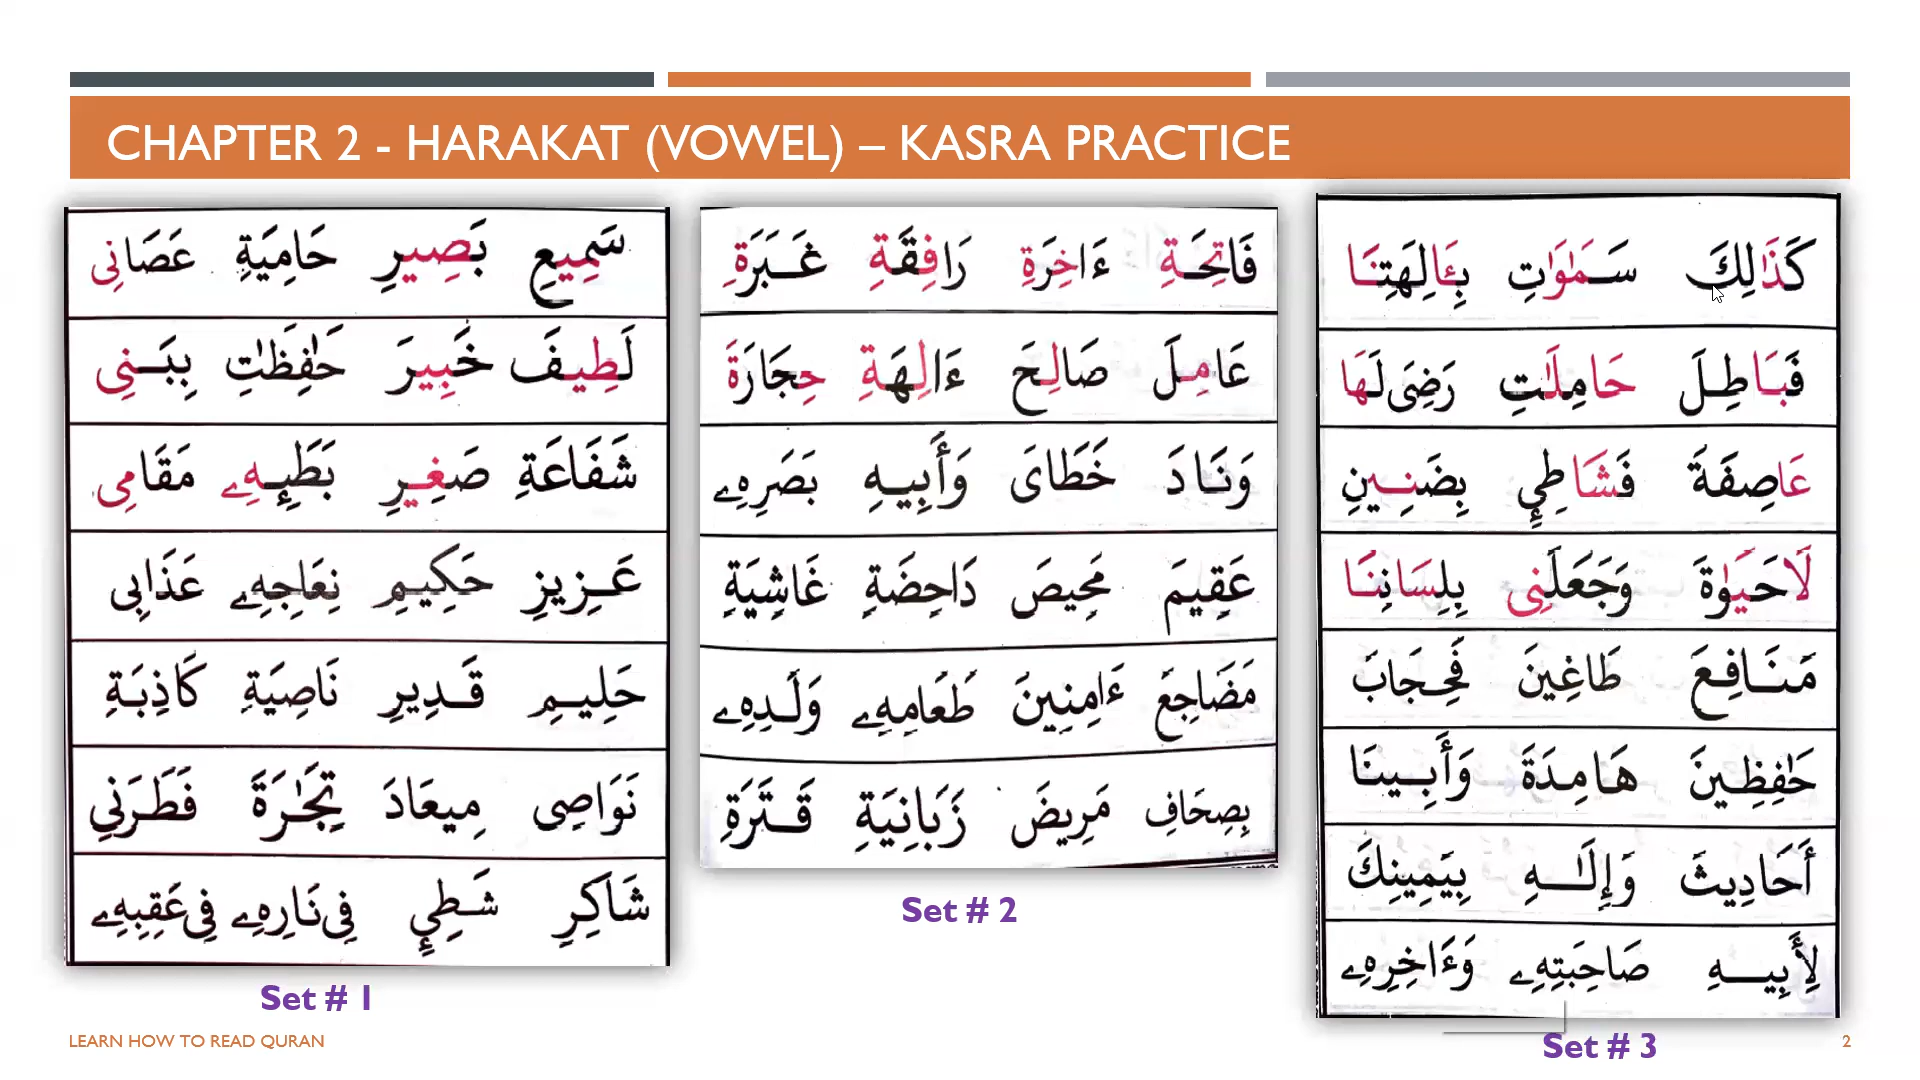 CHAPTER 2 - HARAKAT (VOWEL) – KASRA PRACTICE
سَمِيعِ بَصِيرِ حَامِيَةِ عَصَانِى
لَطِيفَ خَبِيرَ حَٰفِظَٰتِ بِبَنِى
شَفَاعَةِ صَغِيرِ بَطَٕيِهِۦ مَقَامِى
عَزِيزِ حَكِيمِ نِعَاجِهِۦ عَذَابِى
حَلِيمِ قَدِيرِ نَاصِيَةِ كَاذِبَةِ
نَوَاصِى مِيعَادَ تِجَٰرَةَ فَطَرَنِي
شَاكِرِ شَطِيِٕ فِى نَارِهِۦ فِى عَقِبِهِۦ
Set # 1
فَاتِحَةِ ءَاخِرَةِ رَافِقَةِ غَبَرَةِ
عَامِلَ صَالِحَ ءَالِهَةِ حِجَارَةَ
وَنَادَ خَطَاىَ وَأَبِيهِ بَصَرِهِۦ
عَقِيمَ مَحِيصَ دَاحِضَةِ غَاشِيَةِ
مَضَاجِعَ ءَامِنِينَ طَعَامِهِۦ وَلَدِهِۦ
بِصِحَافِ مَرِيضَ زَبَانِيَةِ قَتَرَةِ
Set # 2
كَذَٰلِكَ سَمَٰوَٰتِ بِـَٔالِهَتِنَا
فَبَاطِلَ حَامِلَٰتِ رَضِىَ لَهَا
عَاصِفَةَ فَشَاطِيِٕ بِضَنِينِ
لَاحَيَوٰةَ وَجَعَلَنِى بِلِسَانِنَا
مَنَافِعَ طَاغِينَ فَحِجَابَ
حَٰفِظِينَ هَامِدَةَ وَأَبِينَا
أَحَادِيثَ وَإِلَٰهِ بِيَمِينِكَ
لِأَبِيهِ صَاحِبَتِهِۦ وَءَاخِرِهِۦ
Set # 3
LEARN HOW TO READ QURAN
2